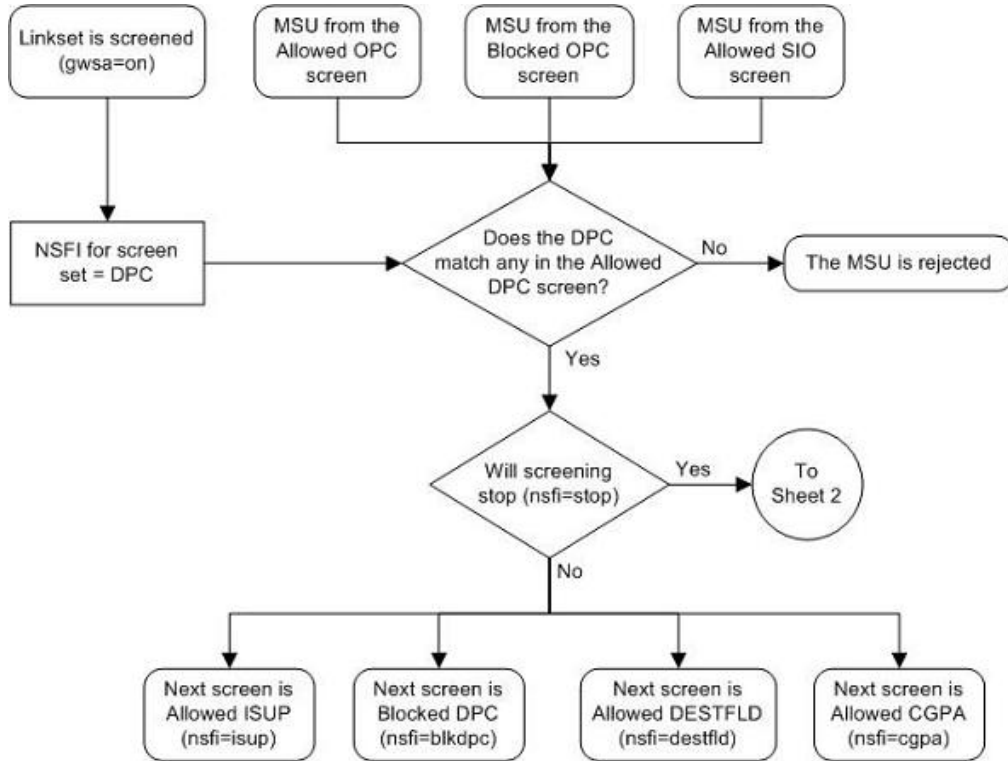 Linkset is screened
(gwsa=on)
MSU from the
Allowed OPC
screen
MSU from the
Blocked OPC
screen
MSU from the
Allowed SIO
screen
NSFI for screen
set = DPC
Does the DPC
match any in the Allowed
DPC screen?
No
The MSU is rejected
Yes
Will screening
stop (nsfi=stop)
Yes
To
Sheet 2
No
Next screen is
Allowed ISUP
(nsfi=isup)
Next screen is
Blocked DPC
(nsfi=blkdpc)
Next screen is
Allowed DESTFLD
(nsfi=destfld)
Next screen is
Allowed CGPA
(nsfi=cgpa)